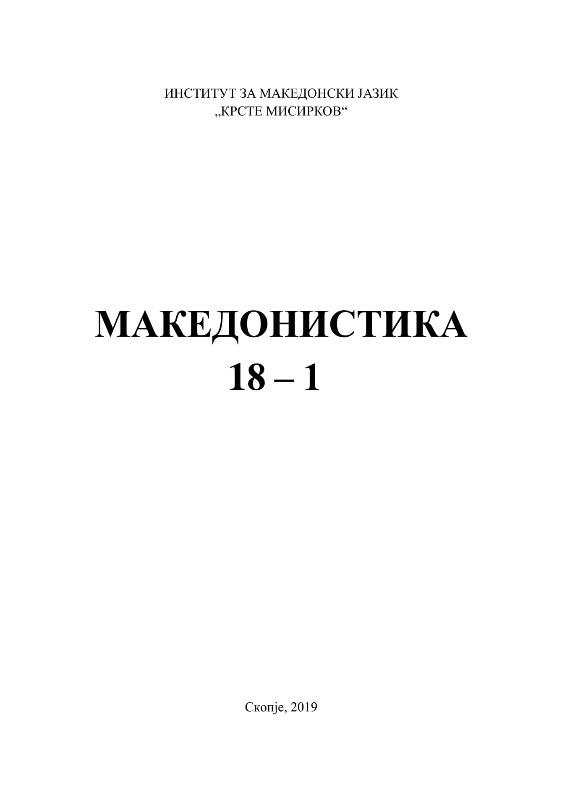 ИНСТИТУТ ЗА МАКЕДОНСКИ ЈАЗИК
„КРСТЕ МИСИРКОВ“
МАКЕДОНИСТИКА
18 – 1
Скопје, 2019